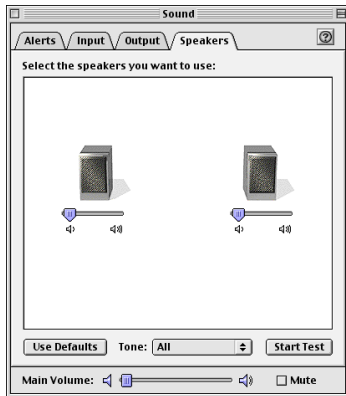 Sound
Alerts Input Output Speakers ?
Select the speakers you want to use:
Use Defaults Tone: All Start Test
Main Volume: Mute